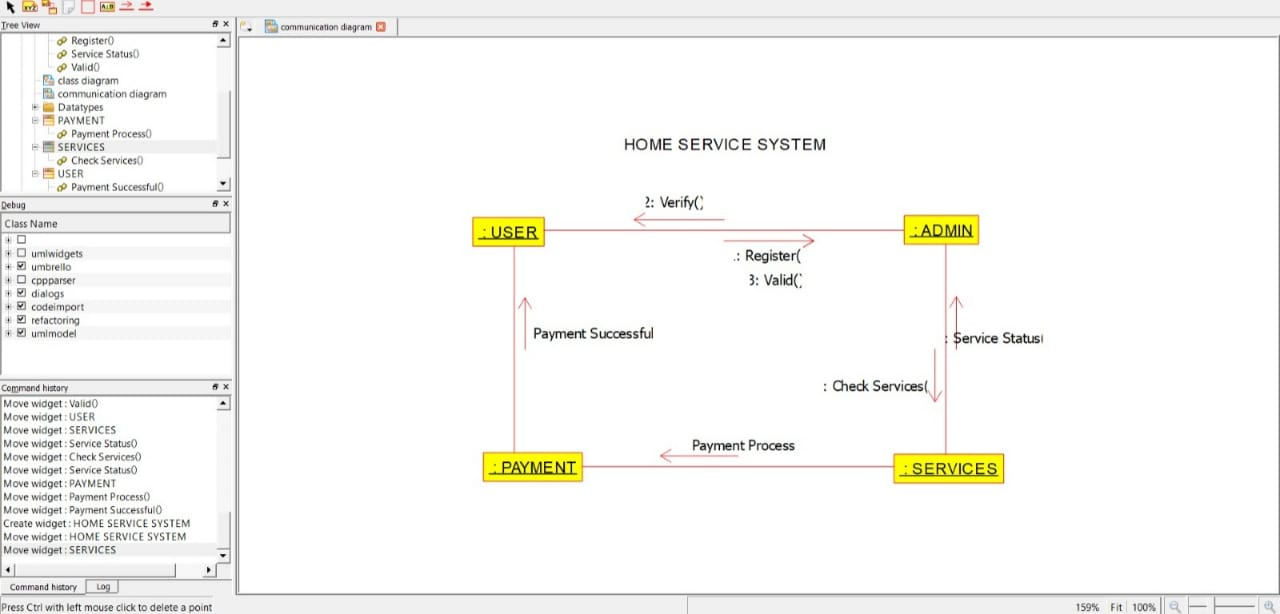 XYZ
A.B
Tree View
communication diagram
Register()
Service Status()
Valid()
class diagram
communication diagram
Datatypes
PAYMENT
Payment Process()
SERVICES
Check Services()
USER
Payment Successful()
Debug
Class Name
umlwidgets
umbrello
cppparser
dialogs
codeimport
refactoring
umlmodel
Command history
Move widget : Valid()
Move widget : USER
Move widget : SERVICES
Move widget : Service Status()
Move widget : Check Services()
Move widget : Service Status()
Move widget : PAYMENT
Move widget : Payment Process()
Move widget : Payment Successful()
Create widget : HOME SERVICE SYSTEM
Move widget : HOME SERVICE SYSTEM
Move widget : SERVICES
Command history
Log
HOME SERVICE SYSTEM
2: Verify()
: USER
: ADMIN
.: Register(
3: Valid()
Payment Successful
: Service Status(
: Check Services(
Payment Process
: PAYMENT
: SERVICES
Press Ctrl with left mouse click to delete a point
159% Fit 100%